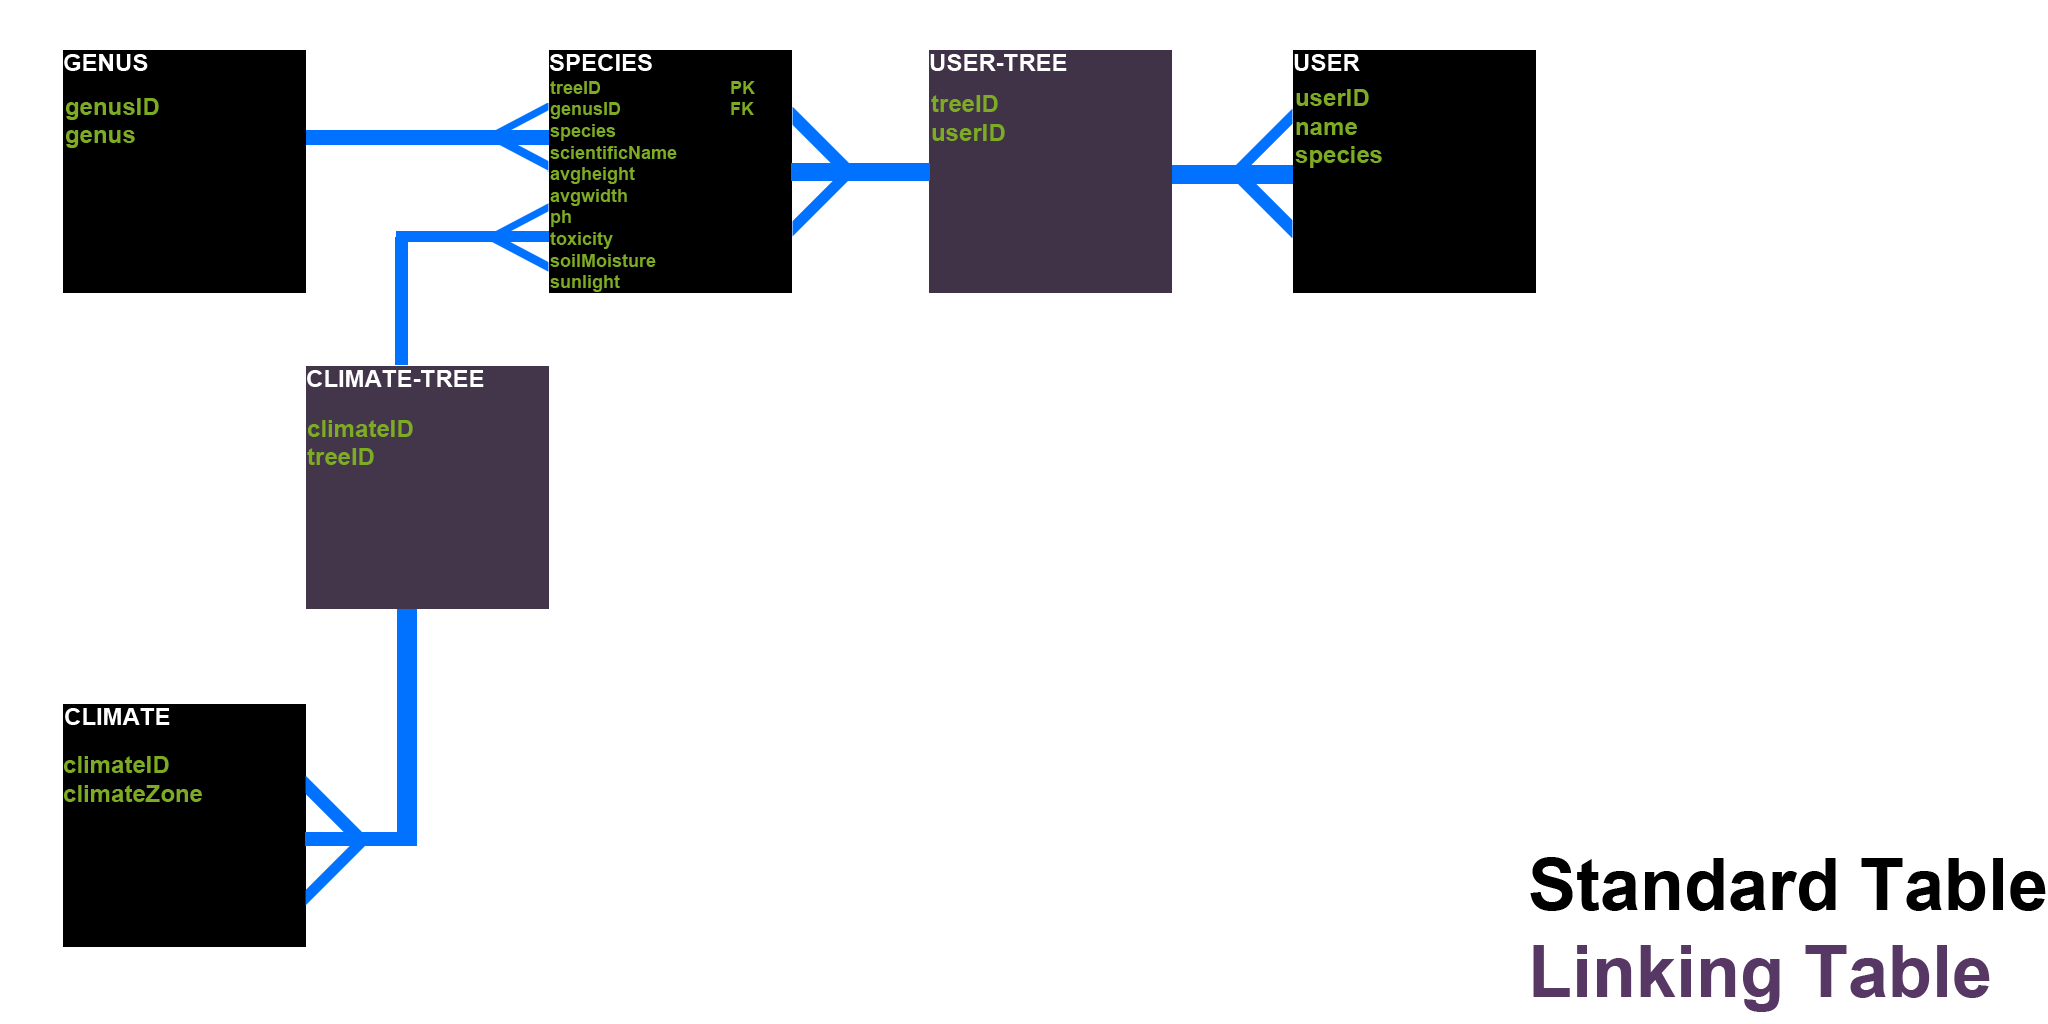 GENUS
genusID
genus
SPECIES
treeID PK
genusID FK
species
scientificName
avgheight
avgwidth
ph
toxicity
soilMoisture
sunlight
USER-TREE
treeID
userID
USER
userID
name
species
CLIMATE-TREE
climateID
treeID
CLIMATE
climateID
climateZone
Standard Table
Linking Table